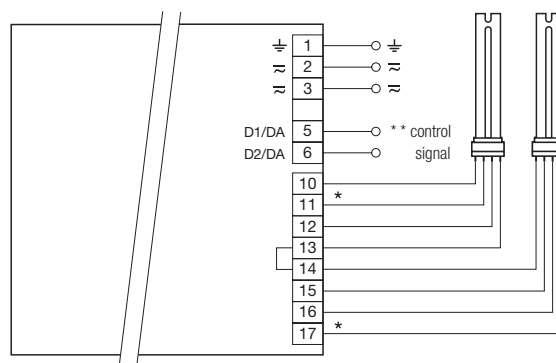 ⏚ 1 ⏚
≂ 2 ≂
≂ 3 ≂
D1/DA 5 * * control
D2/DA 6 signal
10
11 *
12
13
14
15
16
17 *